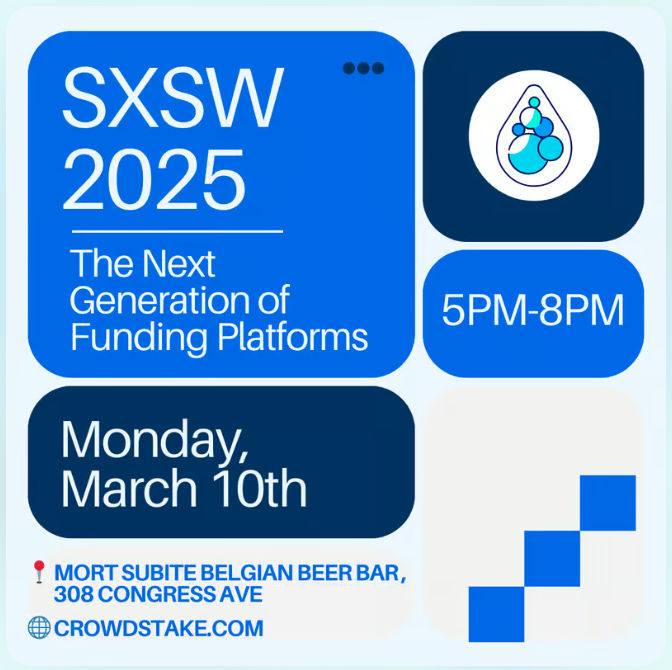 SXSW
2025
The Next
Generation of
Funding Platforms
5PM-8PM
Monday,
March 10th
MORT SUBITE BELGIAN BEER BAR,
308 CONGRESS AVE
CROWDSTAKE.COM